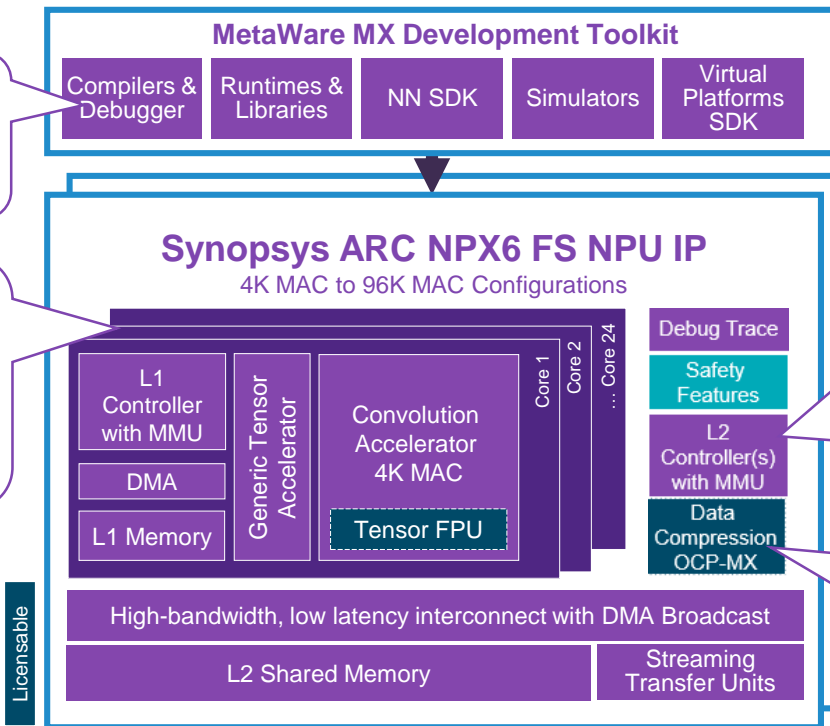 MetaWare MX Development Toolkit
Compilers &
Debugger
Runtimes &
Libraries
NN SDK
Simulators
Virtual
Platforms
SDK
Synopsys ARC NPX6 FS NPU IP
4K MAC to 96K MAC Configurations
L1
Controller
with MMU
DMA
L1 Memory
Generic Tensor
Accelerator
Convolution
Accelerator
4K MAC
Tensor FPU
Core 1
Core 2
... Core 24
Debug Trace
Safety
Features
L2
Controller(s)
with MMU
Data
Compression
OCP-MX
High-bandwidth, low latency interconnect with DMA Broadcast
L2 Shared Memory
Streaming
Transfer Units
Licensable